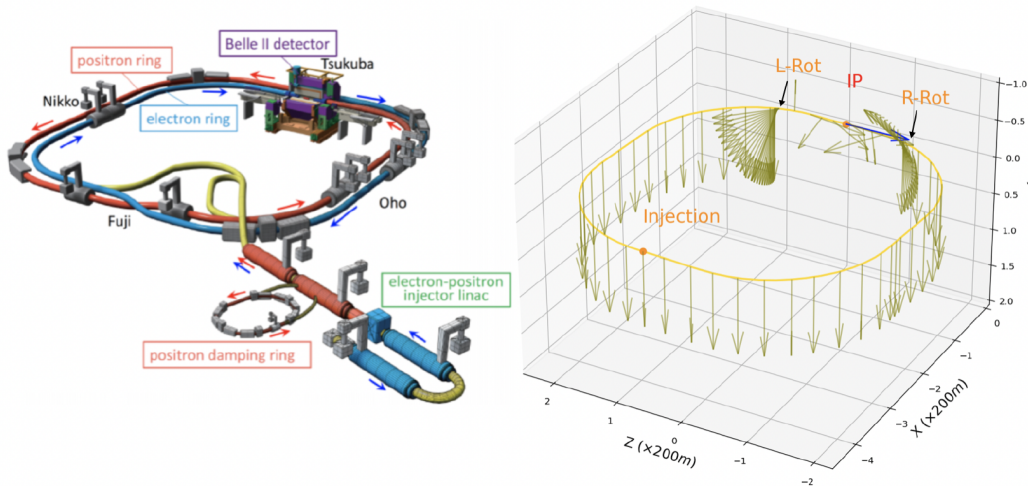 Belle II detector
positron ring
Tsukuba
Nikko
electron ring
Oho
Fuji
electron-positron
injector linac
positron damping ring
L-Rot
IP
R-Rot
Injection
−1.0
−0.5
0.0
0.5
1.0
1.5
2.0
0
−1
−2
−3
−4
X (×200m)
2
1
0
−1
−2
Z (×200m)